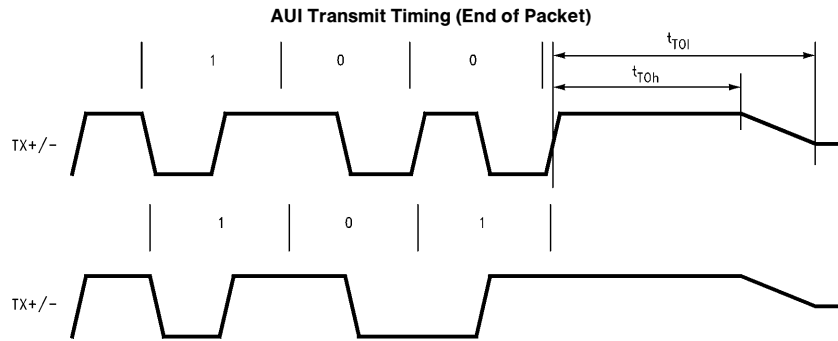 AUI Transmit Timing (End of Packet)
1 0 0
tTOl
tTOh
TX+/-
1 0 1
TX+/-